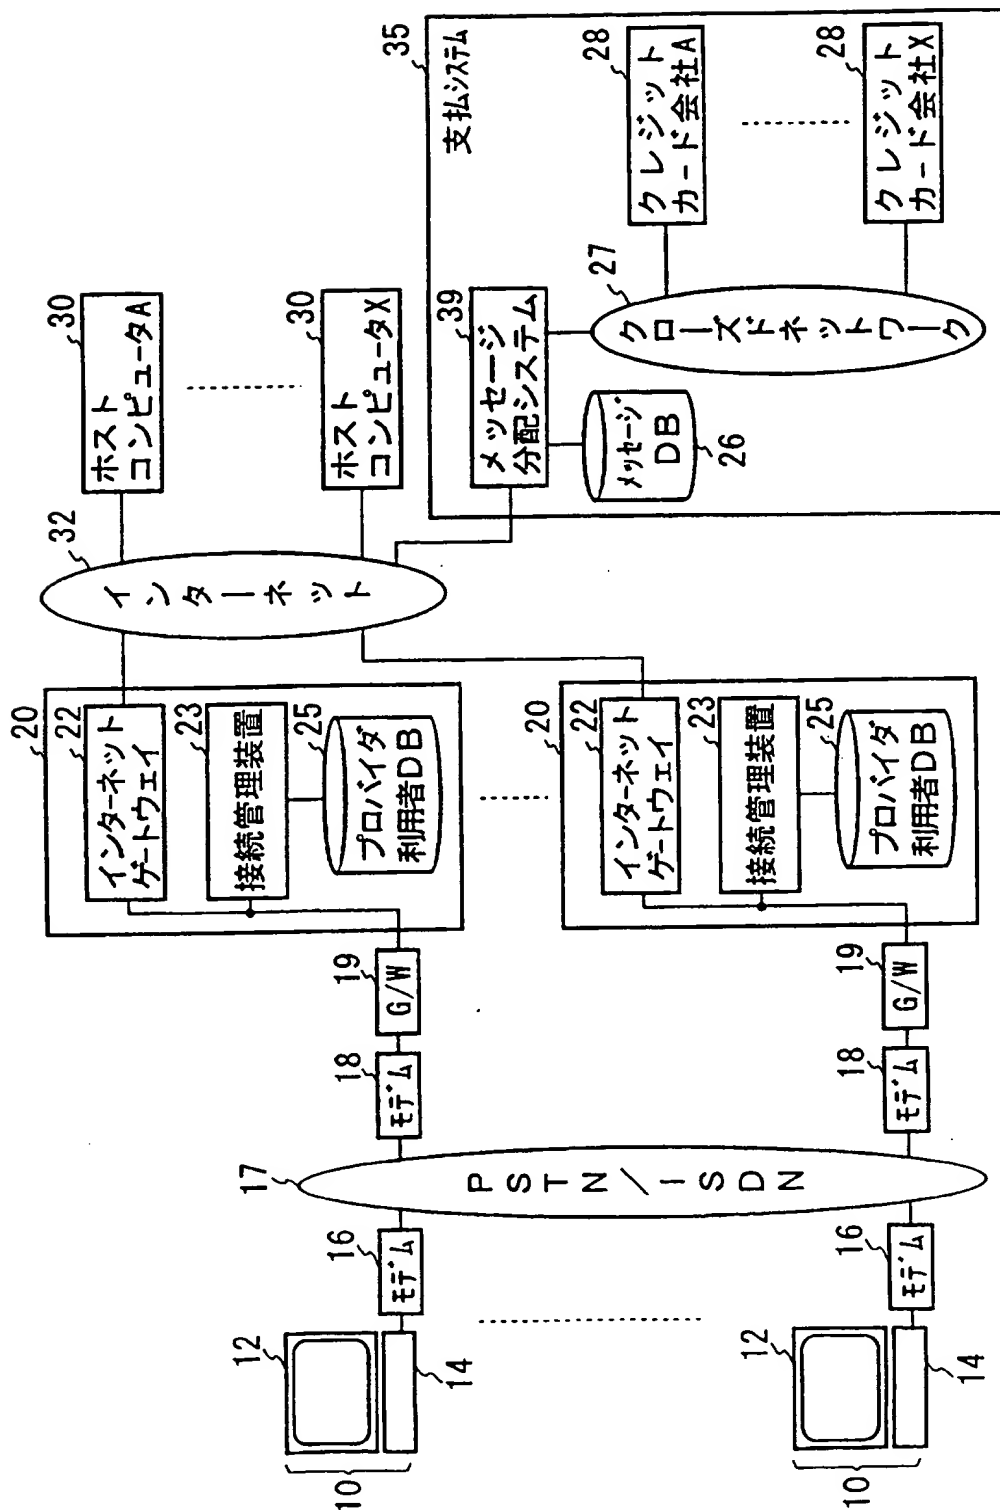 10
12
14
16
モデム
10
12
14
16
モデム
17
PSTN/ISDN
18
モデム
19
G/W
18
モデム
19
G/W
20
22
インターネット
ゲートウェイ
23
接続管理装置
25
プロバイダ
利用者DB
20
22
インターネット
ゲートウェイ
23
接続管理装置
25
プロバイダ
利用者DB
32
インターネット
30
ホスト
コンピュータA
30
ホスト
コンピュータX
35
支払システム
39
メッセージ
分配システム
メッセージ
DB
26
27
クローズドネットワーク
28
クレジット
カード会社A
28
クレジット
カード会社X